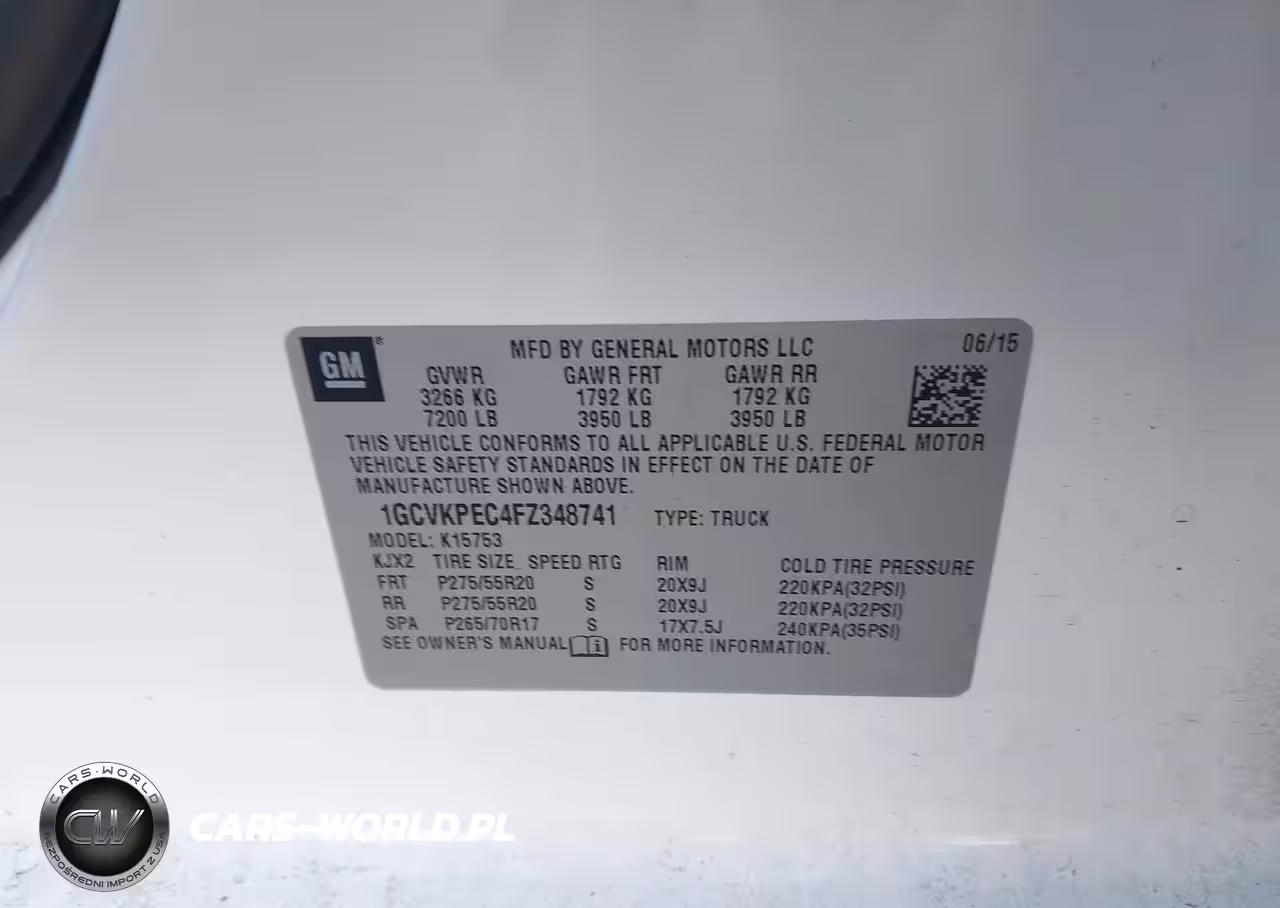 GM
®
MFD BY GENERAL MOTORS LLC
06/15
GVWR GAWR FRT GAWR RR
3266 KG 1792 KG 1792 KG
7200 LB 3950 LB 3950 LB
THIS VEHICLE CONFORMS TO ALL APPLICABLE U.S. FEDERAL MOTOR
VEHICLE SAFETY STANDARDS IN EFFECT ON THE DATE OF
MANUFACTURE SHOWN ABOVE.
1GCVKPEC4FZ348741 TYPE: TRUCK
MODEL: K15753
KJX2 TIRE SIZE SPEED RTG RIM COLD TIRE PRESSURE
FRT P275/55R20 S 20X9J 220KPA(32PSI)
RR P275/55R20 S 20X9J 220KPA(32PSI)
SPA P265/70R17 S 17X7.5J 240KPA(35PSI)
SEE OWNER'S MANUAL i FOR MORE INFORMATION.
CARS-WORLD
CW
BEZPOŚREDNI IMPORT Z USA
CARS-WORLD.PL